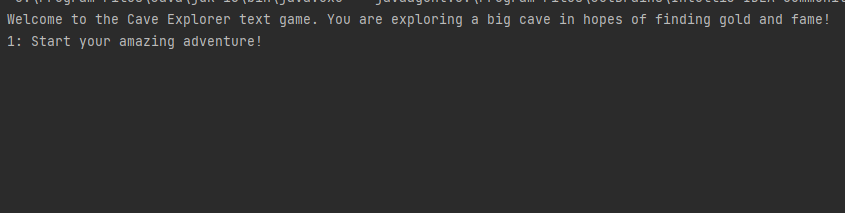 Welcome to the Cave Explorer text game. You are exploring a big cave in hopes of finding gold and fame!
1: Start your amazing adventure!